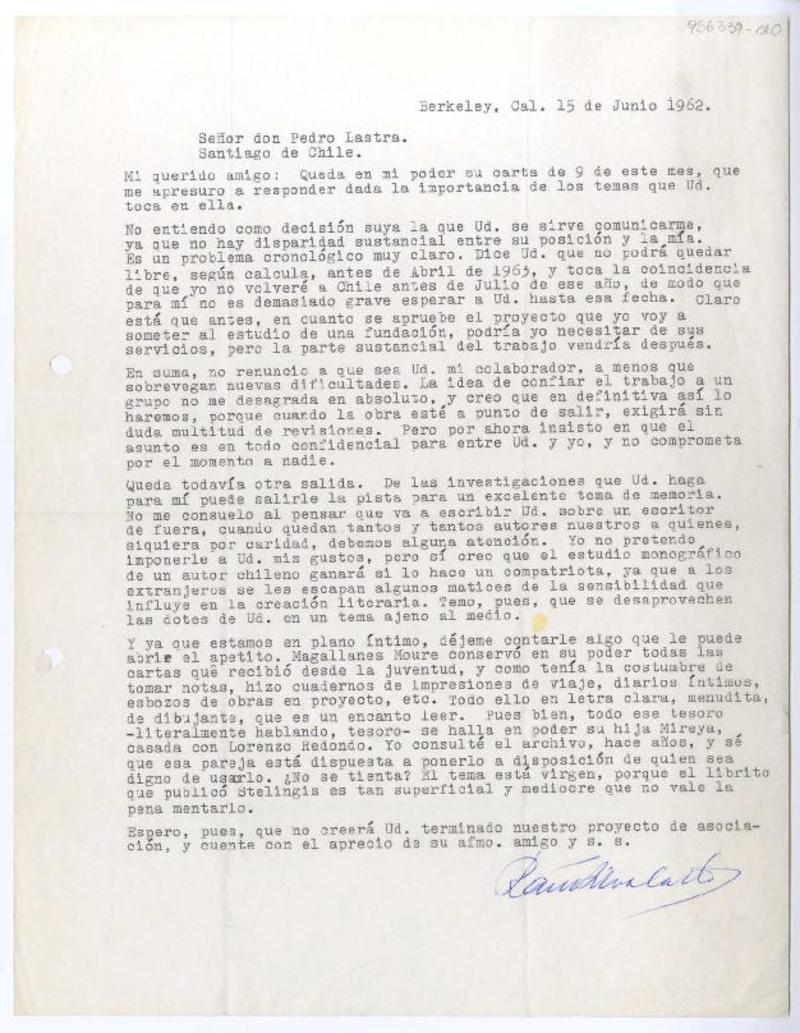 956339-010
Berkeley, Cal. 15 de Junio 1962.
Señor don Pedro Lastra.
Santiago de Chile.
Mi querido amigo: Queda en mi poder su carta de 9 de este mes, que
me apresuro a responder dada la importancia de los temas que Ud.
toca en ella.
No entiendo como decisión suya la que Ud. se sirve comunicarme,
ya que no hay disparidad sustancial entre su posición y la mía.
Es un problema cronológico muy claro. Dice Ud. que no podrá quedar
libre, según calcula, antes de Abril de 1963, y toca la coincidencia
de que yo no volveré a Chile antes de Julio de ese año, de modo que
para mí no es demasiado grave esperar a Ud. hasta esa fecha. Claro
está que antes, en cuanto se apruebe el proyecto que yo voy a
someter al estudio de una fundación, podría yo necesitar de sus
servicios, pero la parte sustancial del trabajo vendría después.
En suma, no renuncio a que sea Ud. mi colaborador, a menos que
sobrevegan nuevas dificultades. La idea de confiar el trabajo a un
grupo no me desagrada en absoluto, y creo que en definitiva así lo
haremos, porque cuando la obra esté a punto de salir, exigirá sin
duda multitud de revisiones. Pero por ahora insisto en que el
asunto es en todo confidencial para entre Ud. y yo, y no comprometa
por el momento a nadie.
Queda todavía otra salida. De las investigaciones que Ud. haga
para mí puede salirle la pista para un excelente tema de memoria.
No me consuelo al pensar que va a escribir Ud. sobre un escritor
de fuera, cuando quedan tantos y tantos autores nuestros a quienes,
siquiera por caridad, debemos alguna atención. Yo no pretendo
imponerle a Ud. mis gustos, pero sí creo que el estudio monográfico
de un autor chileno ganará si lo hace un compatriota, ya que a los
extranjeros se les escapan algunos matices de la sensibilidad que
influye en la creación literaria. Temo, pues, que se desaprovechen
las dotes de Ud. en un tema ajeno al medio.
Y ya que estamos en plano íntimo, déjeme contarle algo que le puede
abrir el apetito. Magallanes Moure conservó en su poder todas las
cartas que recibió desde la juventud, y como tenía la costumbre de
tomar notas, hizo cuadernos de impresiones de viaje, diarios íntimos,
esbozos de obras en proyecto, etc. Todo ello en letra clara, menudita,
de dibujante, que es un encanto leer. Pues bien, todo ese tesoro
-literalmente hablando, tesoro- se halla en poder su hija Mireya,
casada con Lorenzo Redondo. Yo consulté el archivo, hace años, y sé
que esa pareja está dispuesta a ponerlo a disposición de quien sea
digno de usarlo. ¿No se tienta? El tema está virgen, porque el librito
que publicó Stelingis es tan superficial y mediocre que no vale la
pena mentarlo.
Espero, pues, que no creerá Ud. terminado nuestro proyecto de asocia-
ción, y cuente con el aprecio de su afmo. amigo y s. s.